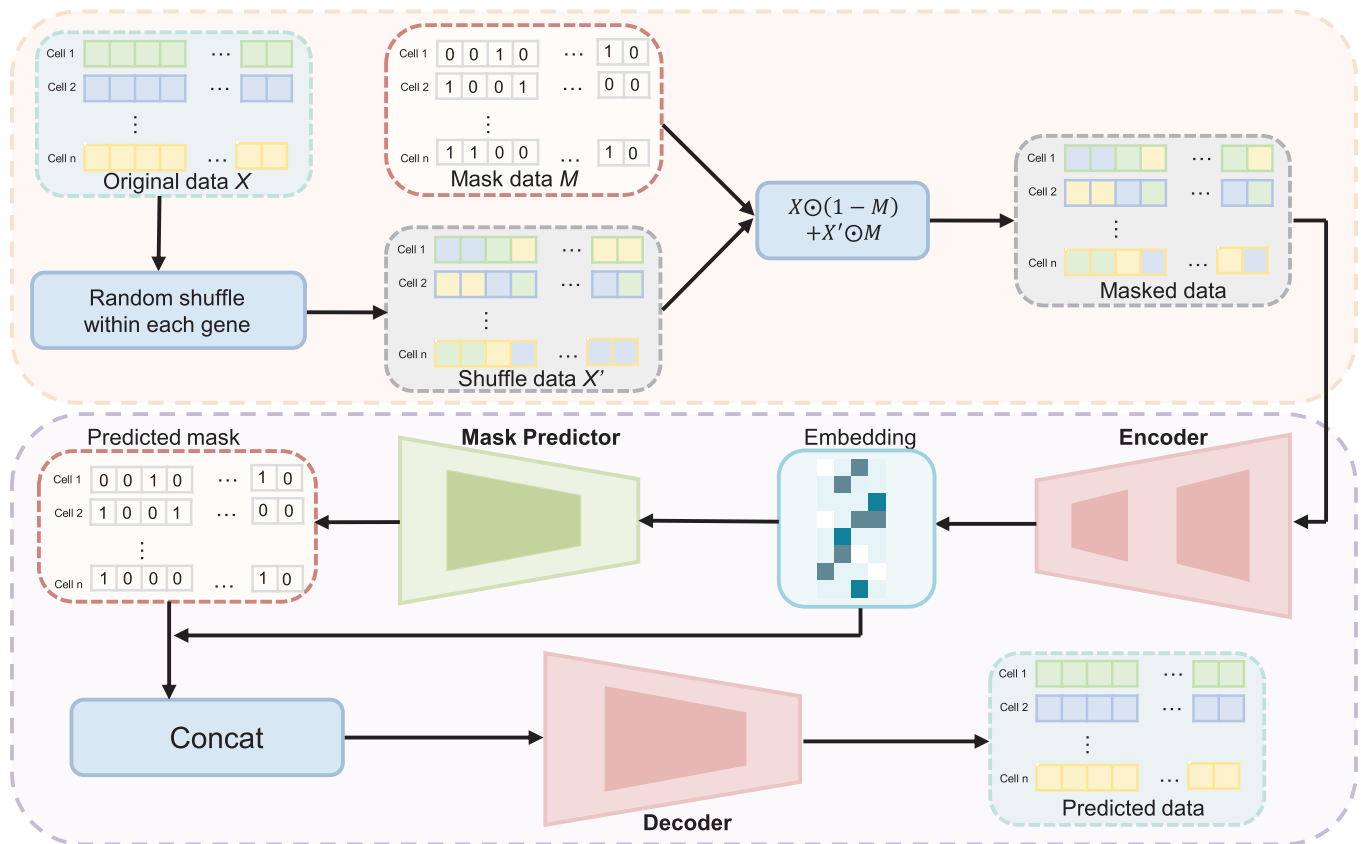 Cell 1 ...
Cell 2 ...
⋮
Cell n ...
Original data X
Cell 1 0 0 1 0 ... 1 0
Cell 2 1 0 0 1 ... 0 0
⋮
Cell n 1 1 0 0 ... 1 0
Mask data M
Random shuffle
within each gene
Cell 1 ...
Cell 2 ...
⋮
Cell n ...
Shuffle data X’
X⊙(1 − M)
+X′⊙M
Cell 1 ...
Cell 2 ...
⋮
Cell n ...
Masked data
Predicted mask
Cell 1 0 0 1 0 ... 1 0
Cell 2 1 0 0 1 ... 0 0
⋮
Cell n 1 0 0 0 ... 1 0
Mask Predictor
Embedding
Encoder
Concat
Decoder
Cell 1 ...
Cell 2 ...
⋮
Cell n ...
Predicted data